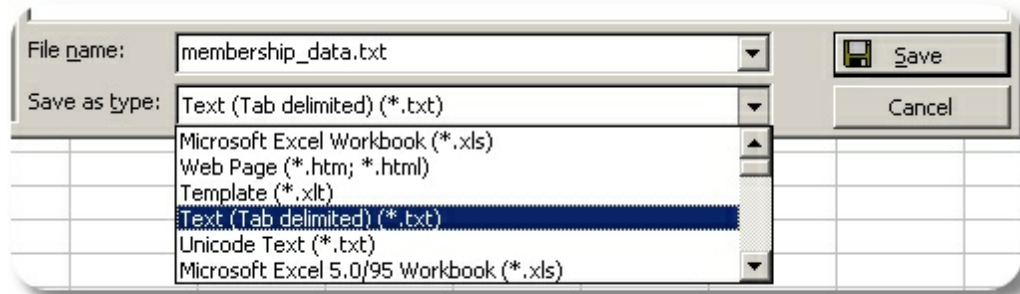 File name:
membership_data.txt
Save
Save as type:
Text (Tab delimited) (*.txt)
Cancel
Microsoft Excel Workbook (*.xls)
Web Page (*.htm; *.html)
Template (*.xlt)
Text (Tab delimited) (*.txt)
Unicode Text (*.txt)
Microsoft Excel 5.0/95 Workbook (*.xls)